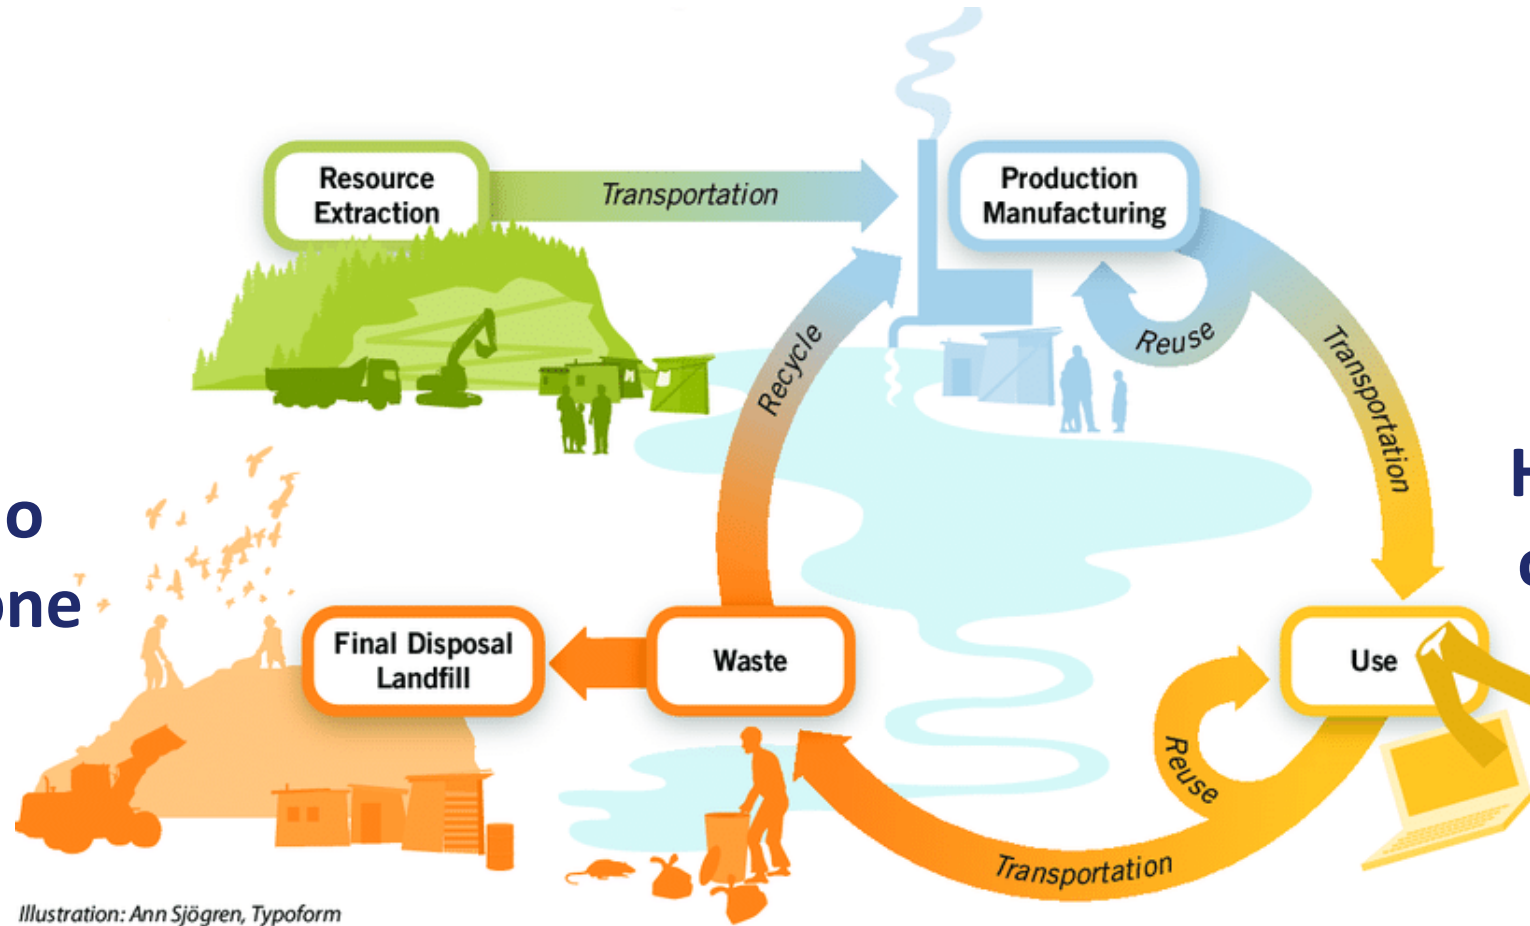 Resource
Extraction
Transportation
Production
Manufacturing
Reuse
Transportation
Recycle
o
one
Final Disposal
Landfill
Waste
Use
Reuse
Transportation
Illustration: Ann Sjögren, Typoform